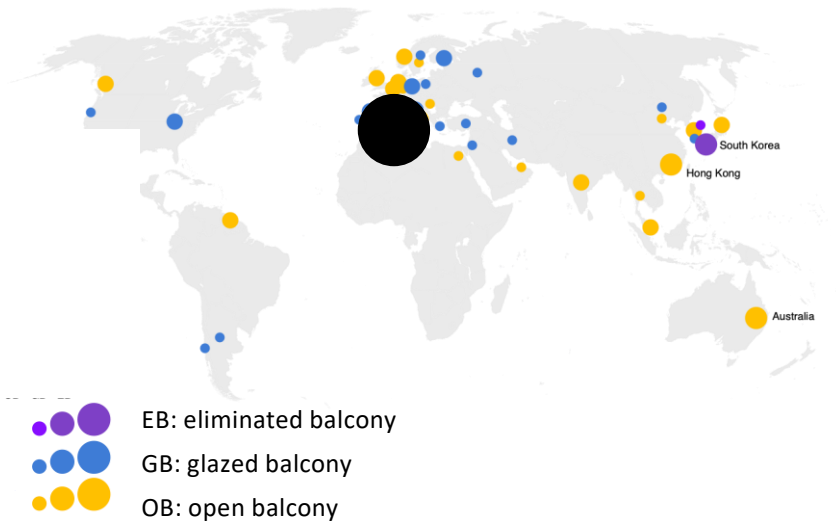 South Korea
Hong Kong
Australia
EB: eliminated balcony
GB: glazed balcony
OB: open balcony